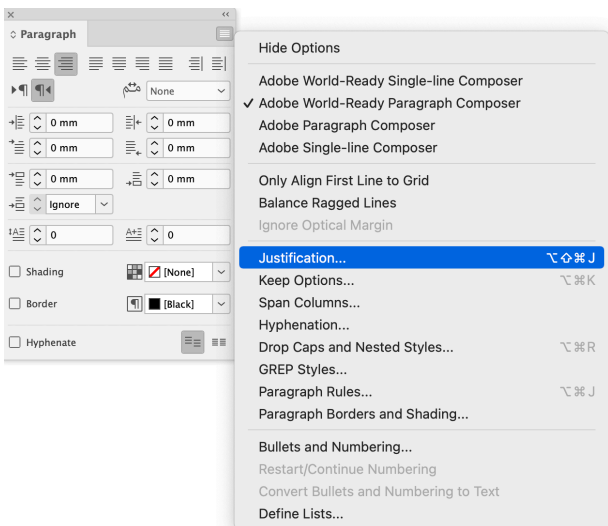 Paragraph
None
0 mm
0 mm
0 mm
0 mm
0 mm
0 mm
Ignore
0
0
Shading
[None]
Border
[Black]
Hyphenate
Hide Options
Adobe World-Ready Single-line Composer
✓ Adobe World-Ready Paragraph Composer
Adobe Paragraph Composer
Adobe Single-line Composer
Only Align First Line to Grid
Balance Ragged Lines
Ignore Optical Margin
Justification... ⌥⇧⌘J
Keep Options... ⌥⌘K
Span Columns...
Hyphenation...
Drop Caps and Nested Styles... ⌥⌘R
GREP Styles...
Paragraph Rules... ⌥⌘J
Paragraph Borders and Shading...
Bullets and Numbering...
Restart/Continue Numbering
Convert Bullets and Numbering to Text
Define Lists...